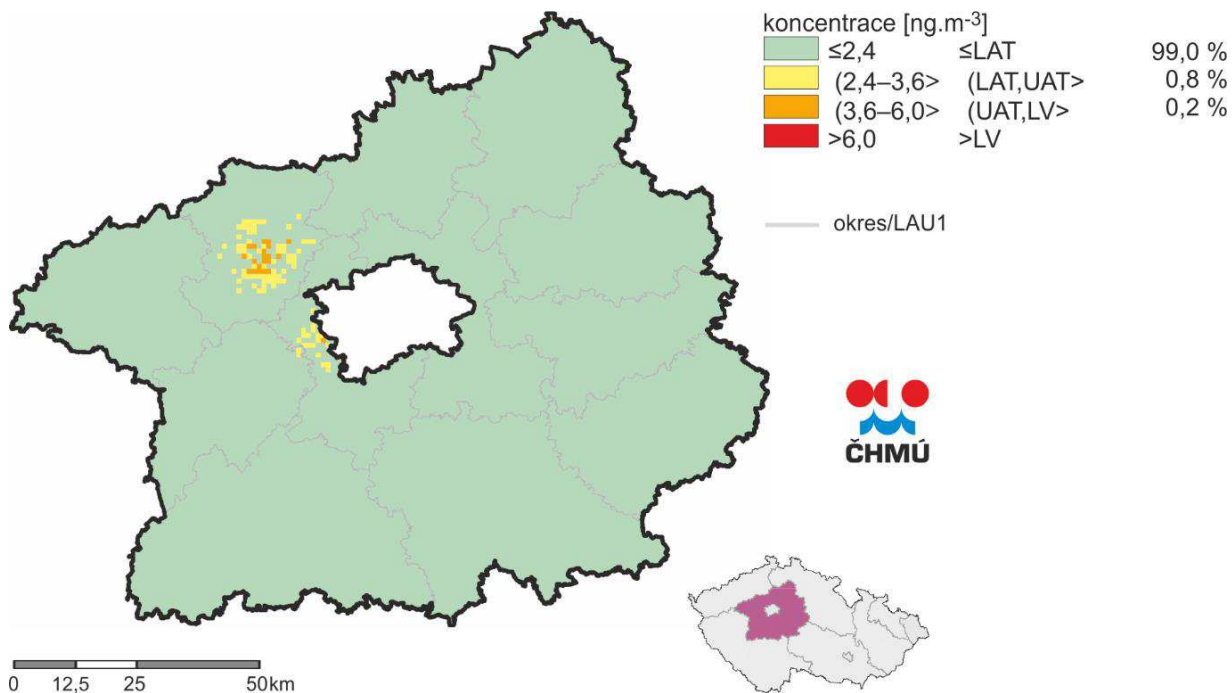 koncentrace [ng.m-3]
≤2,4 ≤LAT 99,0 %
(2,4–3,6> (LAT,UAT> 0,8 %
(3,6–6,0> (UAT,LV> 0,2 %
>6,0 >LV
okres/LAU1
ČHMÚ
0 12,5 25 50km